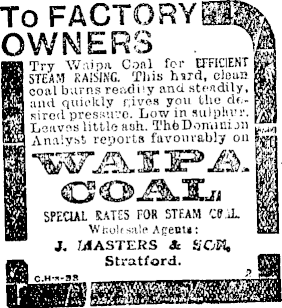 To FACTORY
OWNERS
Try Waipa Coal for EFFICIENT
STEAM RAISING. This hard, clean
coal burns readily and steadily,
and quickly gives you the de-
sired pressure. Low in sulphur.
Leaves little ash. The Dominion
Analyst reports favourably on
WAIPA
COAL
SPECIAL RATES FOR STEAM COAL.
Wholesale Agents:
J. MASTERS & SON,
Stratford.
C.H-s-33